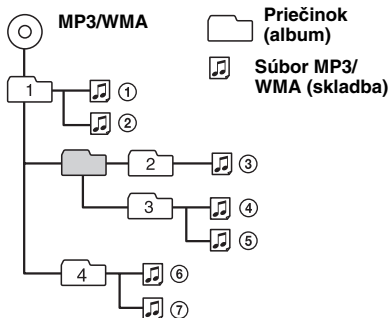 MP3/WMA
Priečinok
(album)
Súbor MP3/
WMA (skladba)
1
①
②
2
③
3
④
⑤
4
⑥
⑦